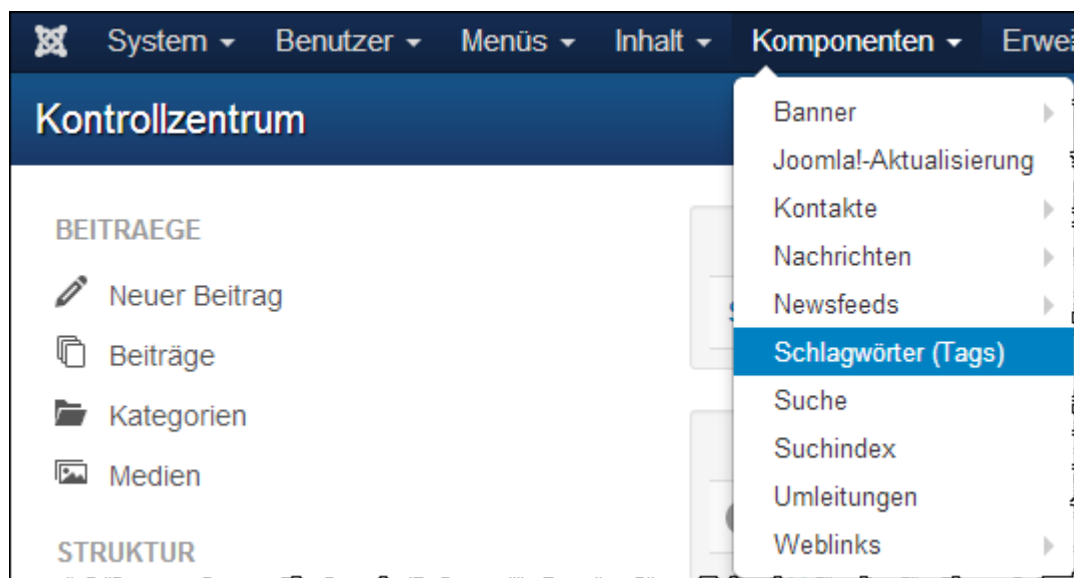 System Benutzer Menüs Inhalt Komponenten
Kontrollzentrum
BEITRAEGE
Neuer Beitrag
Beiträge
Kategorien
Medien
STRUKTUR
Banner
Joomla!-Aktualisierung
Kontakte
Nachrichten
Newsfeeds
Schlagwörter (Tags)
Suche
Suchindex
Umleitungen
Weblinks